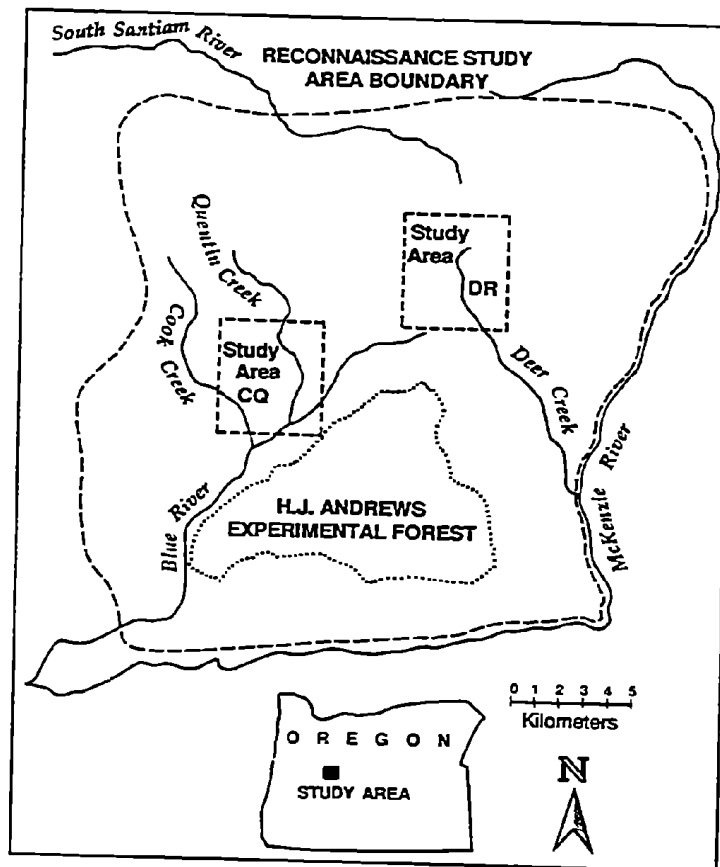 South Santiam River
RECONNAISSANCE STUDY
AREA BOUNDARY
Quentin Creek
Study
Area
DR
Cook Creek
Study
Area
CQ
Deer Creek
Blue River
H.J. ANDREWS
EXPERIMENTAL FOREST
McKenzie River
0 1 2 3 4 5
Kilometers
OREGON
STUDY AREA
N